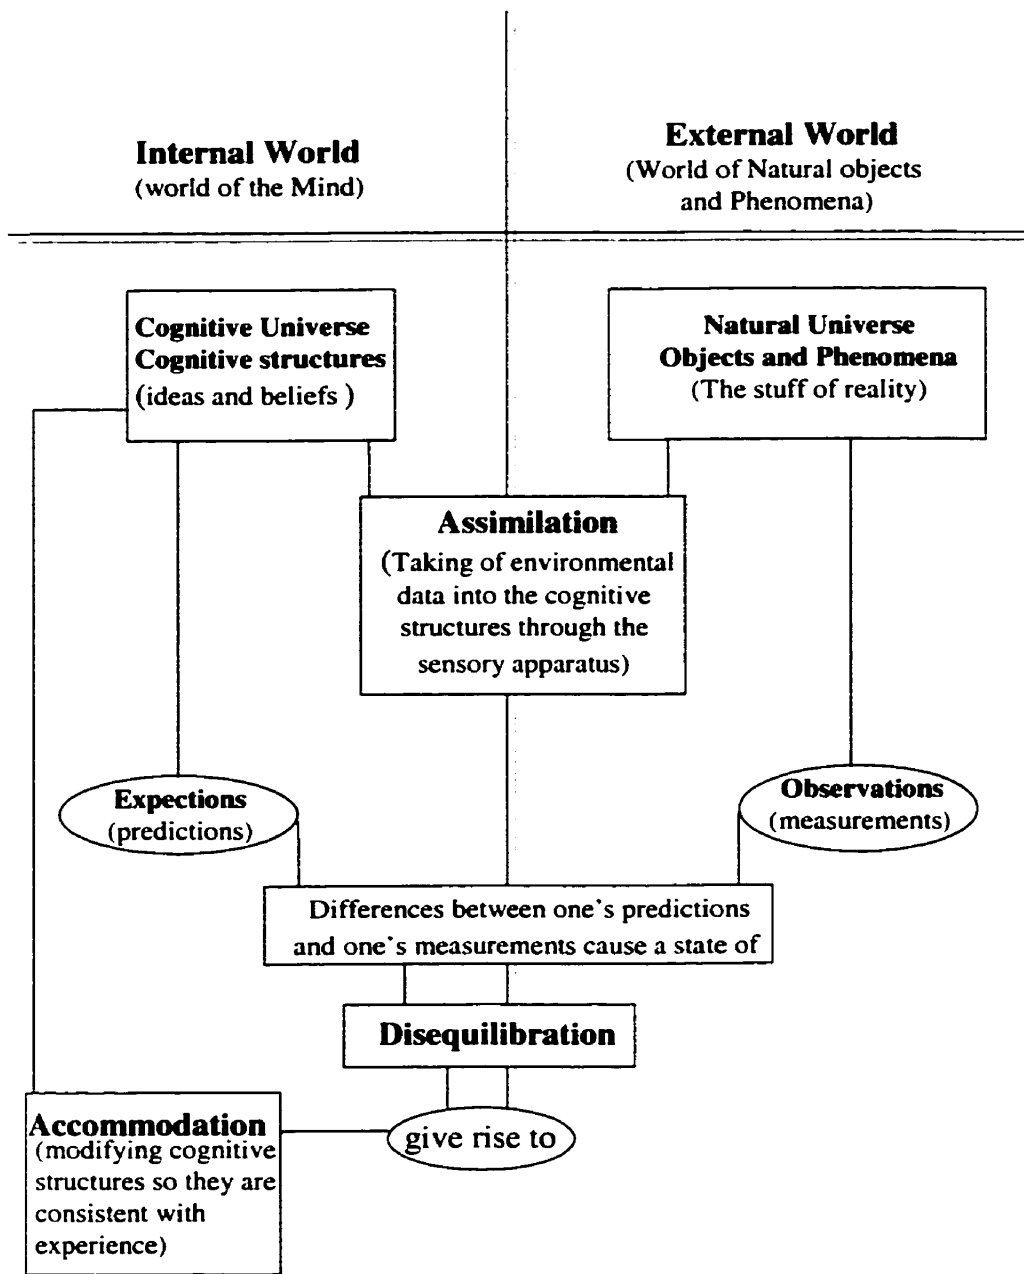 Internal World
(world of the Mind)
External World
(World of Natural objects
and Phenomena)
Cognitive Universe
Cognitive structures
(ideas and beliefs )
Natural Universe
Objects and Phenomena
(The stuff of reality)
Assimilation
(Taking of environmental
data into the cognitive
structures through the
sensory apparatus)
Expections
(predictions)
Observations
(measurements)
Differences between one's predictions
and one's measurements cause a state of
Disequilibration
give rise to
Accommodation
(modifying cognitive
structures so they are
consistent with
experience)